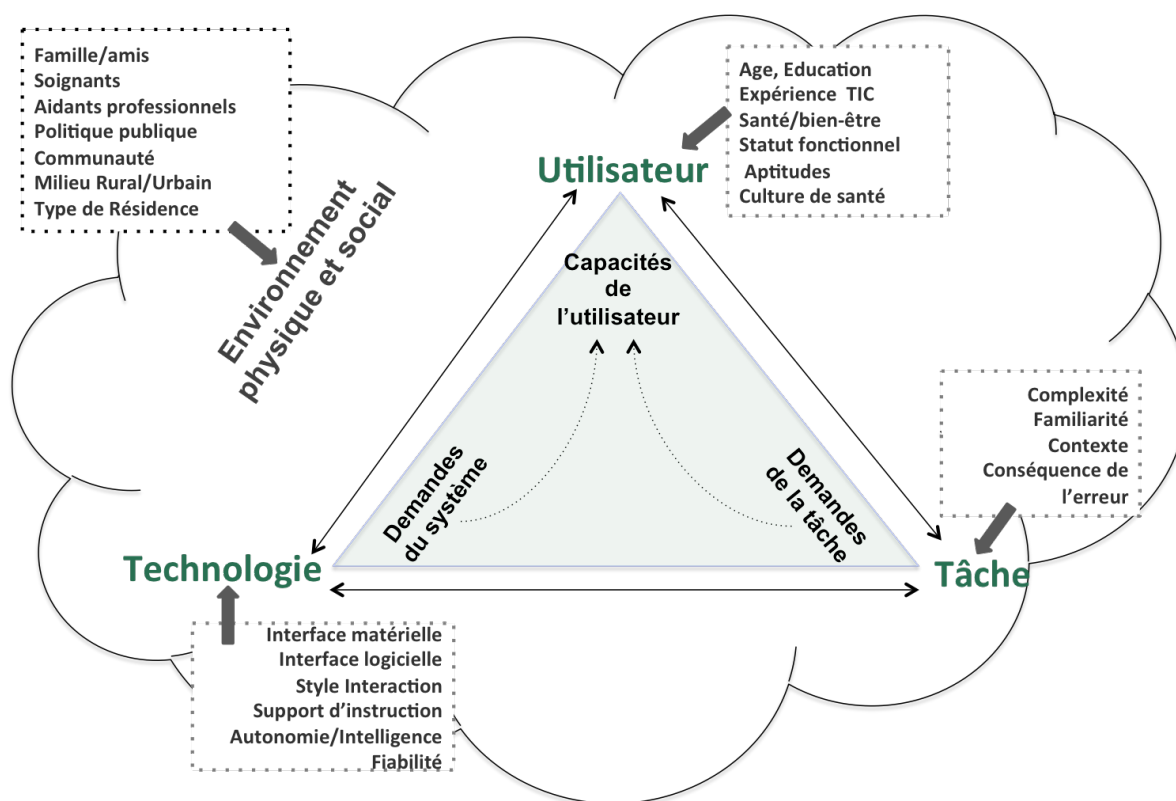 Famille/amis
Soignants
Aidants professionnels
Politique publique
Communauté
Milieu Rural/Urbain
Type de Résidence
Environnement
physique et social
Age, Education
Expérience TIC
Santé/bien-être
Statut fonctionnel
Aptitudes
Culture de santé
Utilisateur
Capacités
de
l'utilisateur
Demandes
du système
Demandes
de la tâche
Complexité
Familiarité
Contexte
Conséquence de
l'erreur
Technologie
Tâche
Interface matérielle
Interface logicielle
Style Interaction
Support d'instruction
Autonomie/Intelligence
Fiabilité